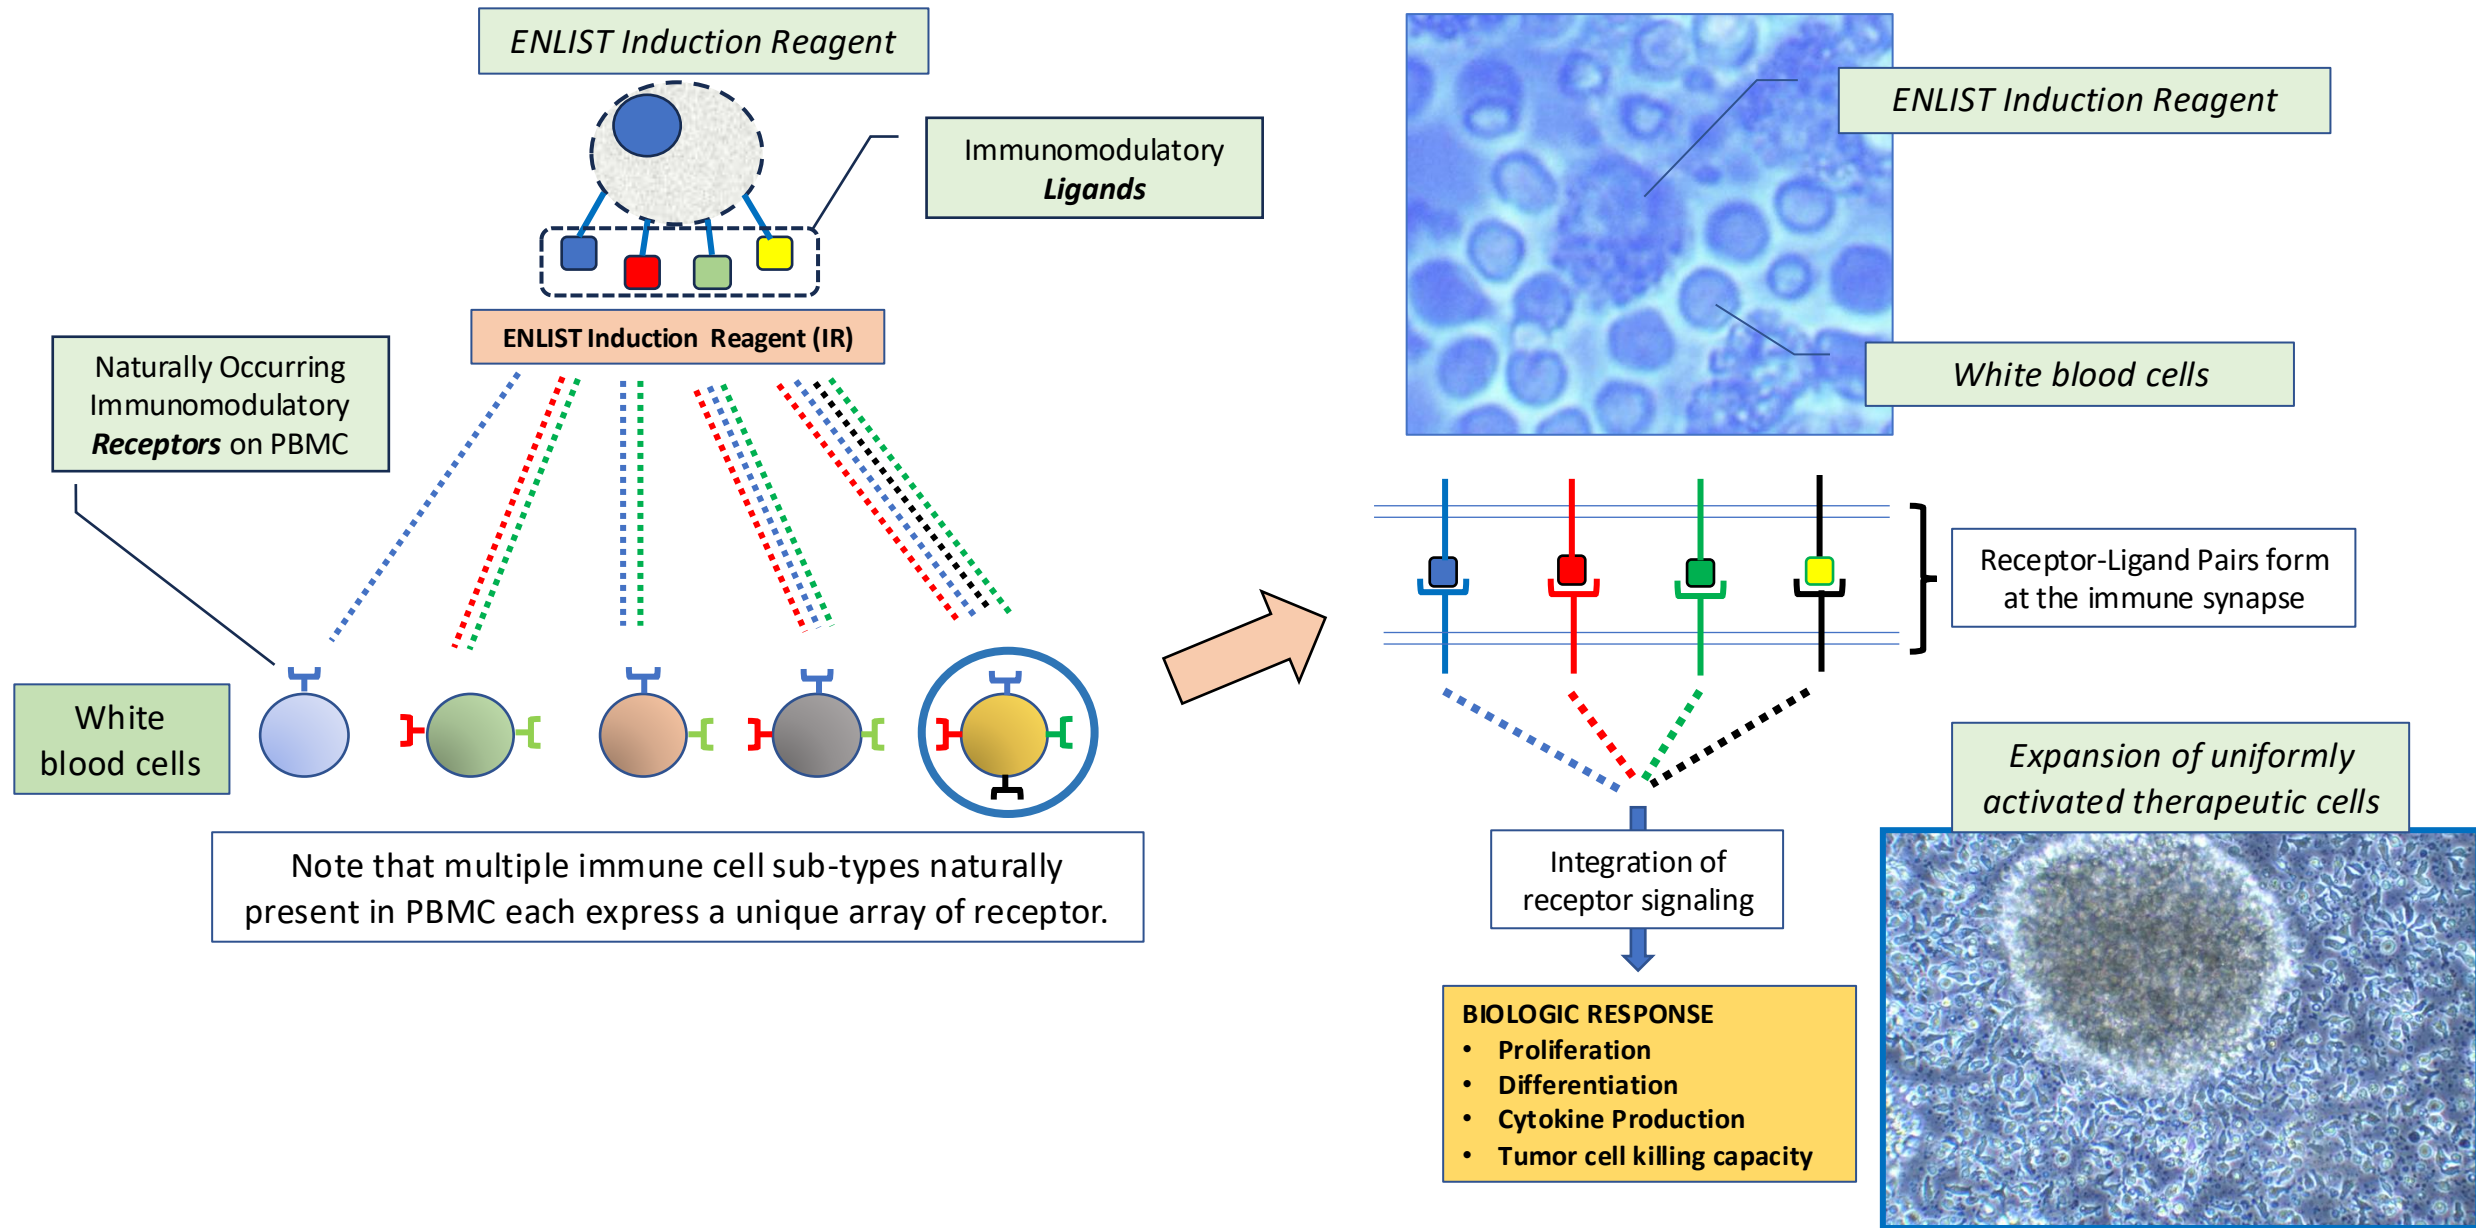 ENLIST Induction Reagent
Immunomodulatory
Ligands
ENLIST Induction Reagent (IR)
Naturally Occurring
Immunomodulatory
Receptors on PBMC
White
blood cells
Note that multiple immune cell sub-types naturally
present in PBMC each express a unique array of receptor.
ENLIST Induction Reagent
White blood cells
Receptor-Ligand Pairs form
at the immune synapse
Integration of
receptor signaling
BIOLOGIC RESPONSE
• Proliferation
• Differentiation
• Cytokine Production
• Tumor cell killing capacity
Expansion of uniformly
activated therapeutic cells